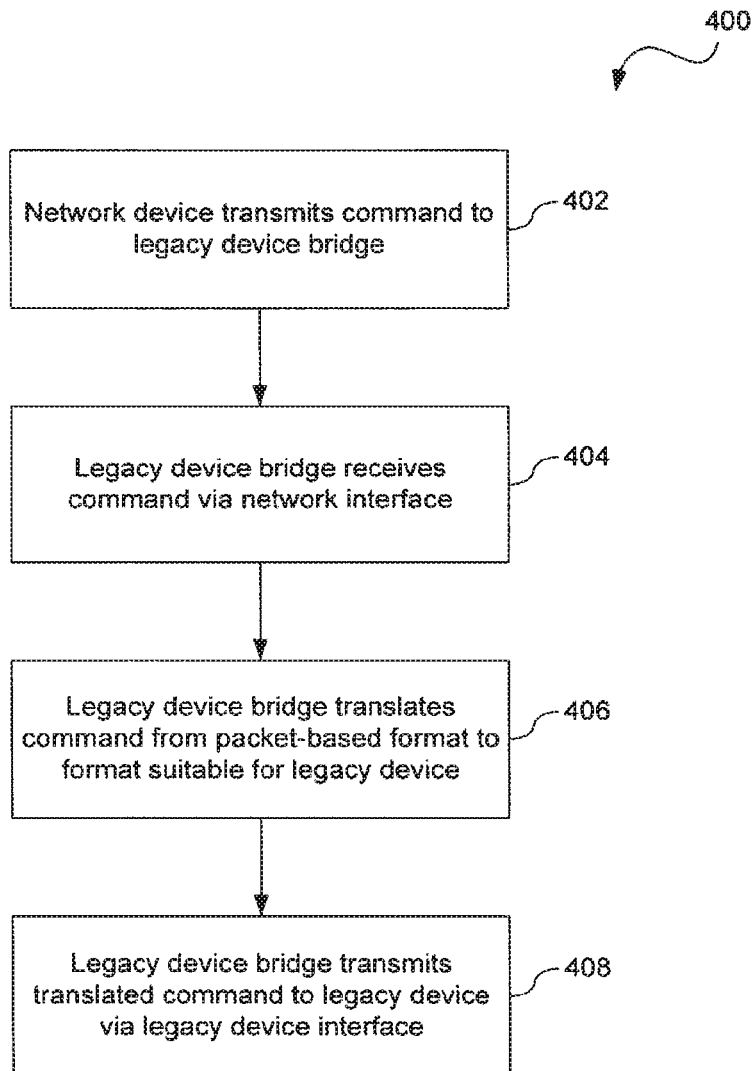 400
Network device transmits command to
legacy device bridge
402
Legacy device bridge receives
command via network interface
404
Legacy device bridge translates
command from packet-based format to
format suitable for legacy device
406
Legacy device bridge transmits
translated command to legacy device
via legacy device interface
408